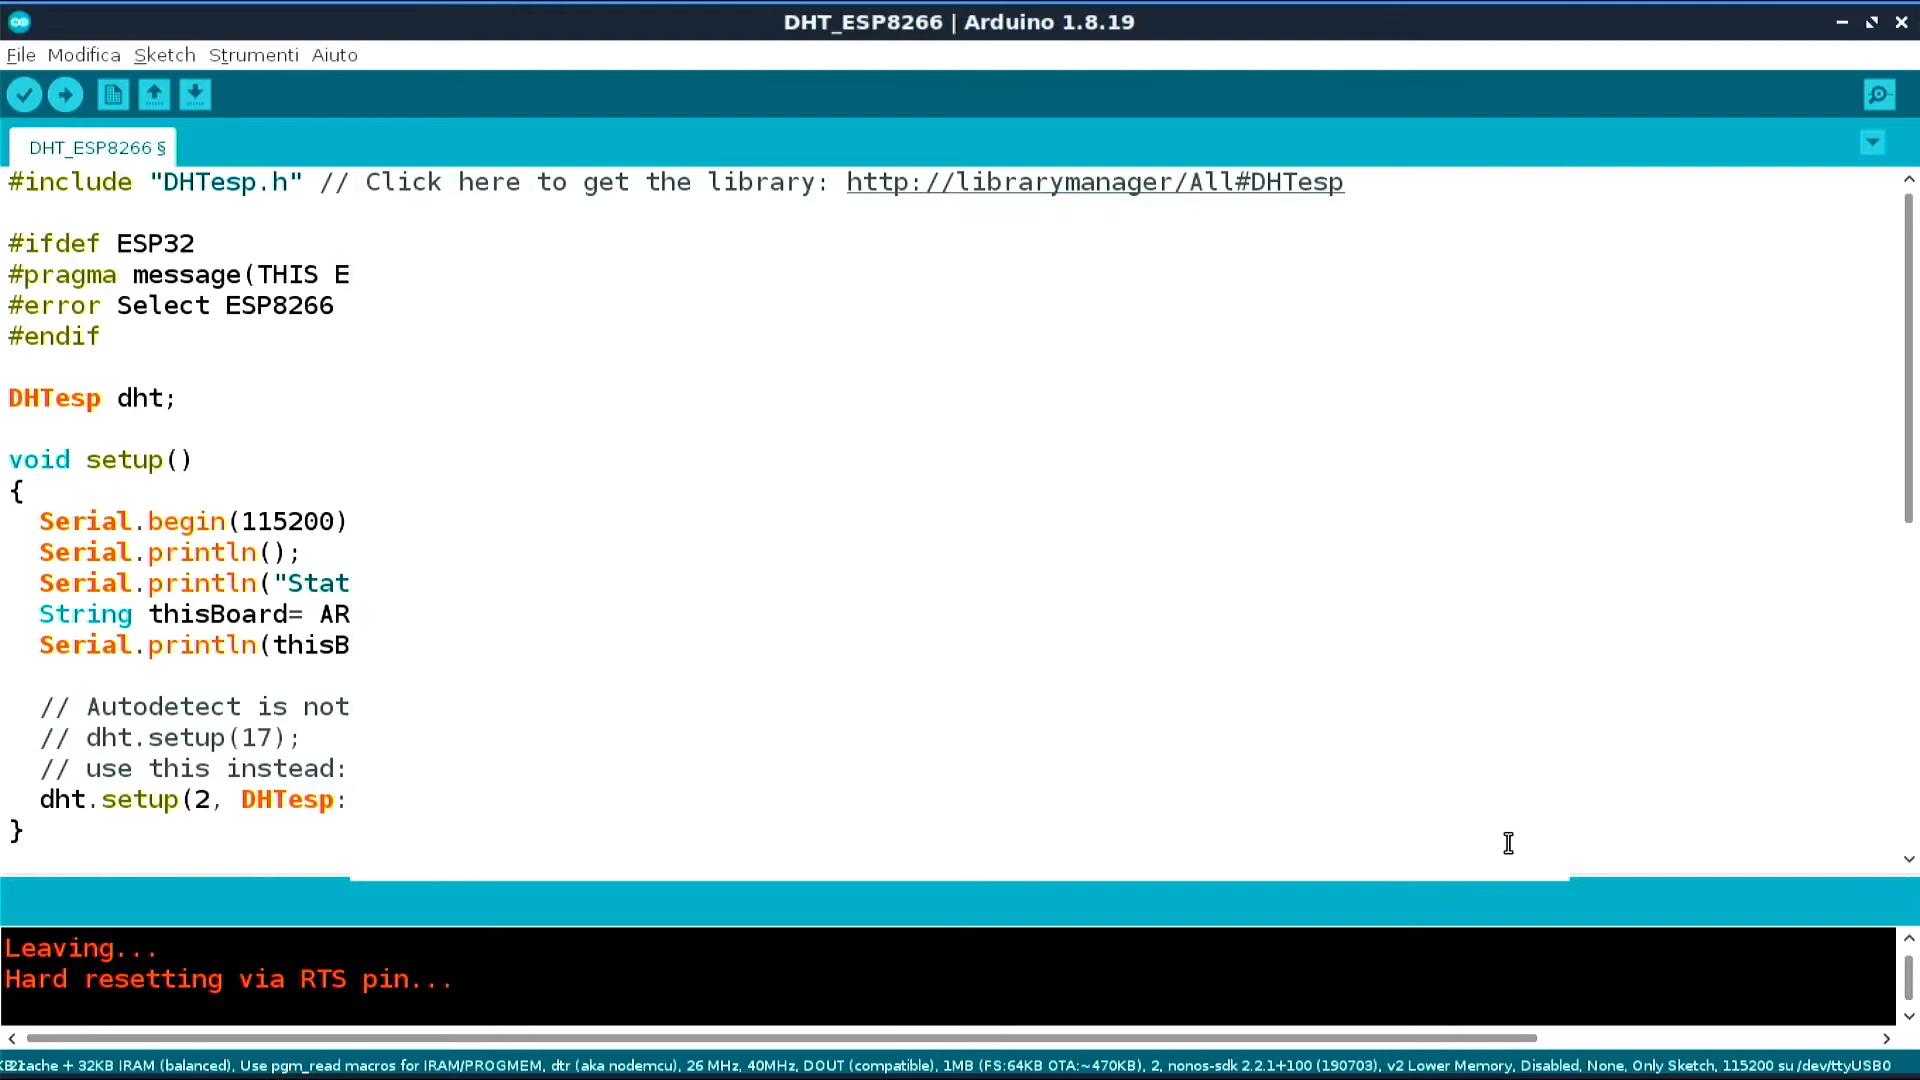 DHT_ESP8266 | Arduino 1.8.19
File Modifica Sketch Strumenti Aiuto
DHT_ESP8266 §
#include "DHTesp.h" // Click here to get the library: http://librarymanager/All#DHTesp
#ifdef ESP32
#pragma message(THIS E
#error Select ESP8266
#endif
DHTesp dht;
void setup()
{
Serial.begin(115200)
Serial.println();
Serial.println("Stat
String thisBoard= AR
Serial.println(thisB
// Autodetect is not
// dht.setup(17);
// use this instead:
dht.setup(2, DHTesp:
}
Leaving...
Hard resetting via RTS pin...
cache + 32KB IRAM (balanced), Use pgm_read macros for IRAM/PROGMEM, dtr (aka nodemcu), 26 MHz, 40MHz, DOUT (compatible), 1MB (FS:64KB OTA:~470KB), 2, nonos-sdk 2.2.1+100 (190703), v2 Lower Memory, Disabled, None, Only Sketch, 115200 su /dev/ttyUSB0